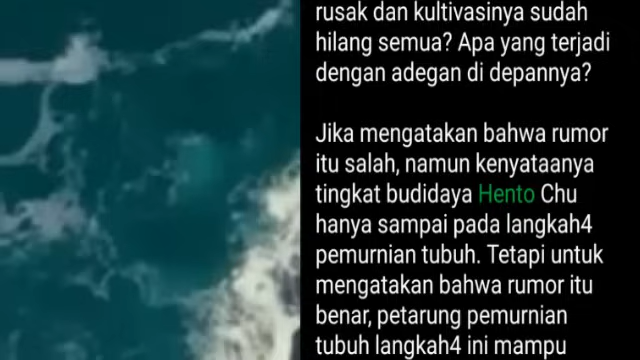 rusak dan kultivasinya sudah
hilang semua? Apa yang terjadi
dengan adegan di depannya?
Jika mengatakan bahwa rumor
itu salah, namun kenyataanya
tingkat budidaya Hento Chu
hanya sampai pada langkah4
pemurnian tubuh. Tetapi untuk
mengatakan bahwa rumor itu
benar, petarung pemurnian
tubuh langkah4 ini mampu